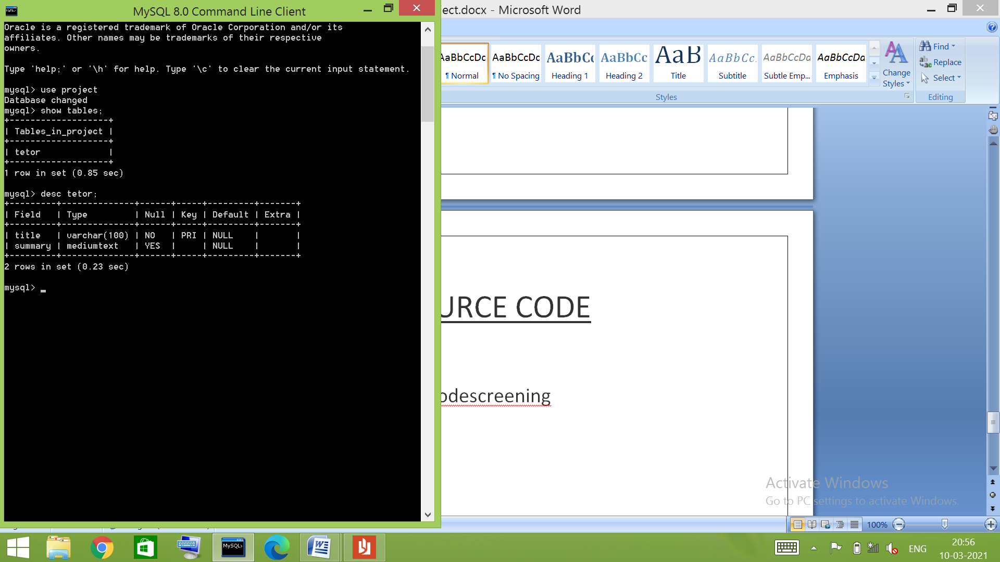 MySQL 8.0 Command Line Client
Oracle is a registered trademark of Oracle Corporation and/or its
affiliates. Other names may be trademarks of their respective
owners.
Type 'help;' or '\h' for help. Type '\c' to clear the current input statement.
mysql> use project
Database changed
mysql> show tables;
+--------------------+
| Tables_in_project |
+--------------------+
| tetor |
+--------------------+
1 row in set (0.85 sec)
mysql> desc tetor;
+---------+--------------+------+-----+---------+-------+
| Field | Type | Null | Key | Default | Extra |
+---------+--------------+------+-----+---------+-------+
| title | varchar(100) | NO | PRI | NULL | |
| summary | mediumtext | YES | | NULL | |
+---------+--------------+------+-----+---------+-------+
2 rows in set (0.23 sec)
mysql> _
ject.docx - Microsoft Word
AaBbCcDc AaBbCcDc AaBbCc AaBbCc AaB AaBbCc. AaBbCcDa AaBbCcDa
¶ Normal ¶ No Spacing Heading 1 Heading 2 Title Subtitle Subtle Emp... Emphasis
Change
Styles
Find
Replace
Select
Styles
Editing
URCE CODE
odescreening
Activate Windows
Go to PC settings to activate Windows.
100%
MySQL>
ENG
20:56
10-03-2021